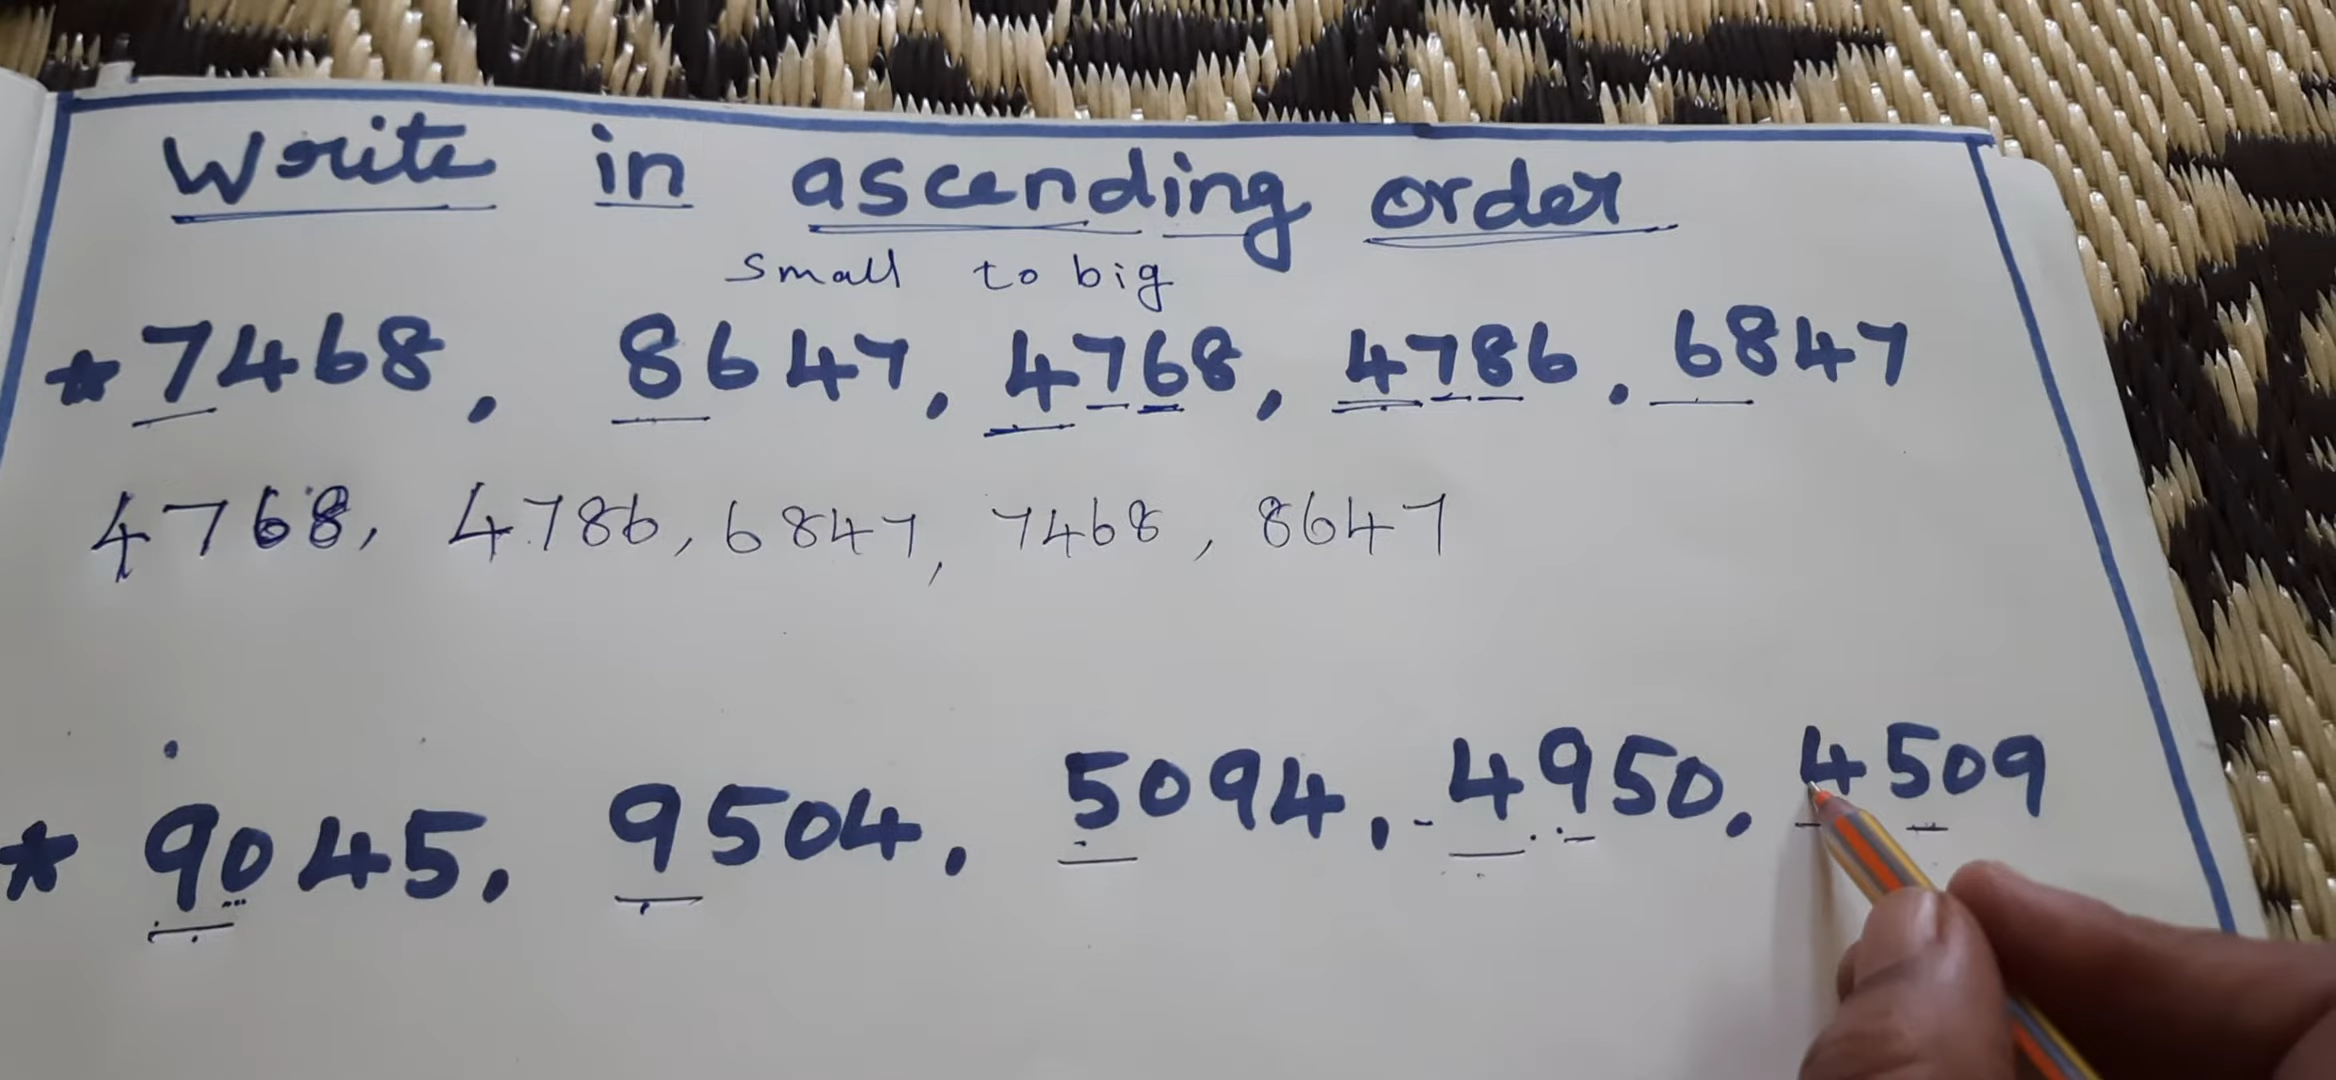 Write in ascending order
small to big
* 7468, 8647, 4768, 4786, 6847
4768, 4786, 6847, 7468, 8647
* 9045, 9504, 5094, 4950, 4509